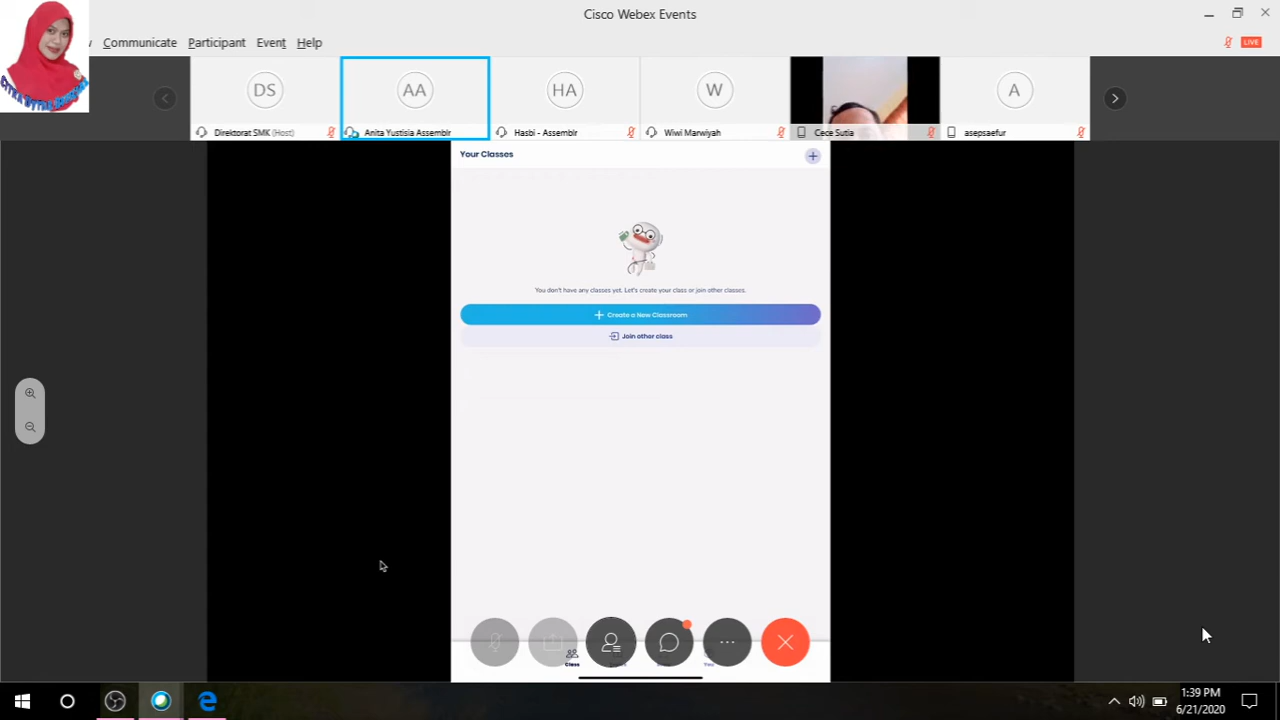 Cisco Webex Events
Communicate Participant Event Help
LIVE
DS
AA
HA
W
A
Direktorat SMK (Host)
Anita Yustisia Assemblr
Hasbi - Assemblr
Wiwi Marwiyah
Cece Sutia
asepsaefur
Your Classes
You don't have any classes yet. Let's create your class or join other classes.
Create a New Classroom
Join other class
Class
You
1:39 PM
6/21/2020